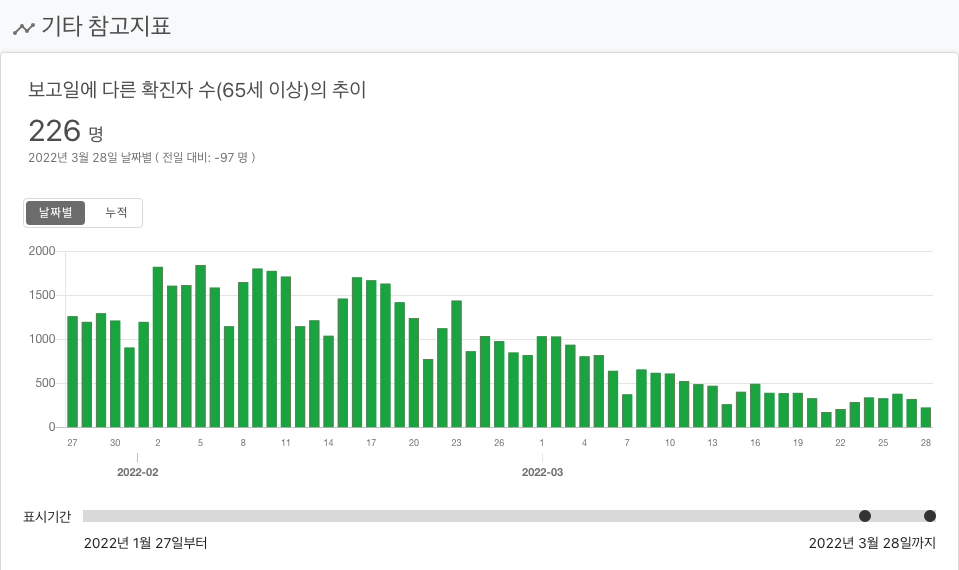 기타 참고지표
보고일에 다른 확진자 수(65세 이상)의 추이
226 명
2022년 3월 28일 날짜별 ( 전일 대비: -97 명 )
날짜별 누적
2000
1500
1000
500
0
27 30 2 5 8 11 14 17 20 23 26 1 4 7 10 13 16 19 22 25 28
2022-02 2022-03
표시기간
2022년 1월 27일부터 2022년 3월 28일까지